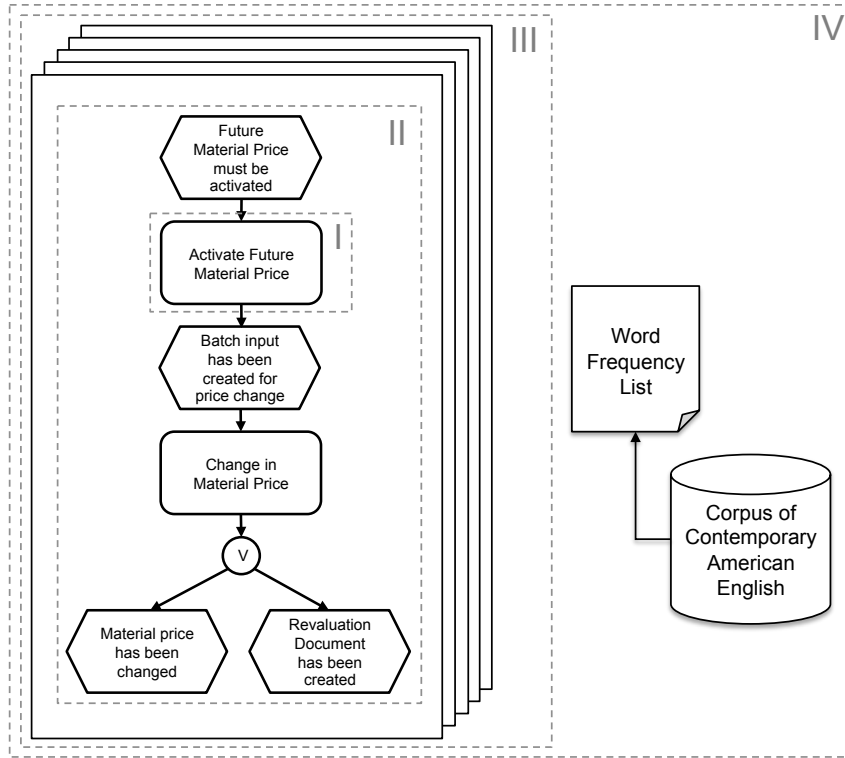 IV
III
II
Future
Material Price
must be
activated
I
Activate Future
Material Price
Batch input
has been
created for
price change
Change in
Material Price
V
Material price
has been
changed
Revaluation
Document
has been
created
Word
Frequency
List
Corpus of
Contemporary
American
English